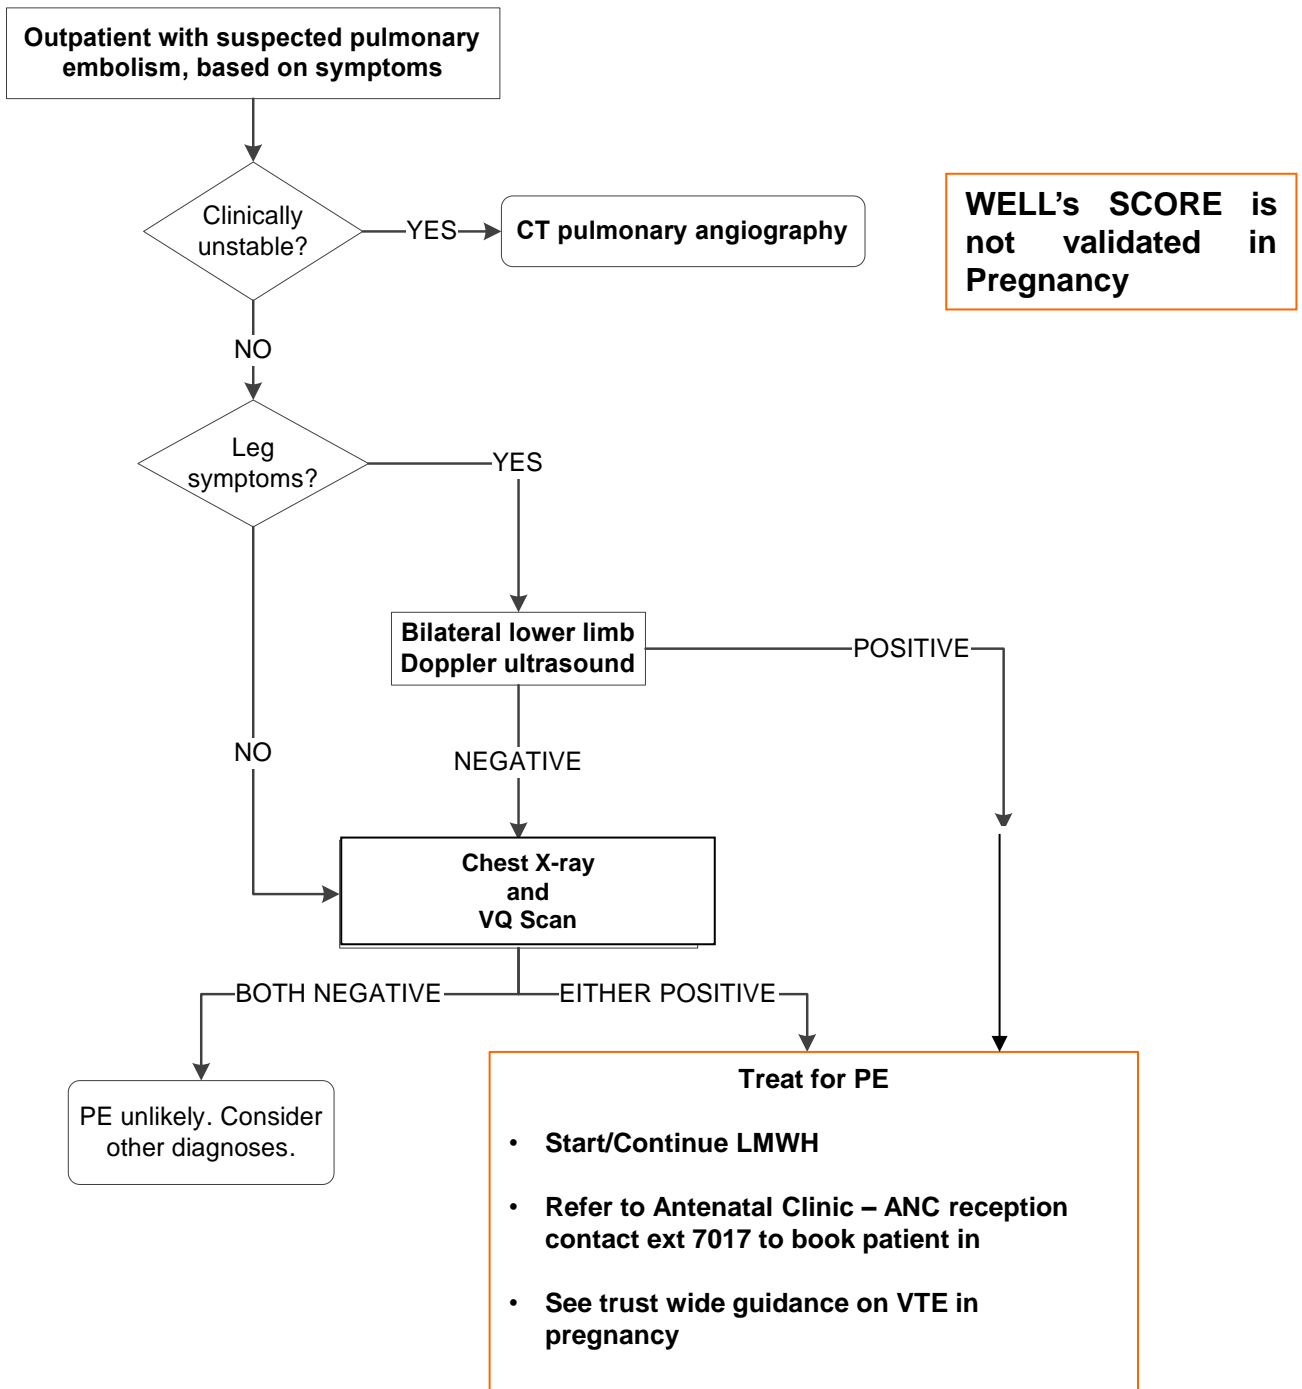 Outpatient with suspected pulmonary
embolism, based on symptoms
Clinically
unstable?
YES
CT pulmonary angiography
WELL’s SCORE is
not validated in
Pregnancy
NO
Leg
symptoms?
YES
Bilateral lower limb
Doppler ultrasound
POSITIVE
NO
NEGATIVE
Chest X-ray
and
VQ Scan
BOTH NEGATIVE
EITHER POSITIVE
PE unlikely. Consider
other diagnoses.
Treat for PE
• Start/Continue LMWH
• Refer to Antenatal Clinic – ANC reception
contact ext 7017 to book patient in
• See trust wide guidance on VTE in
pregnancy